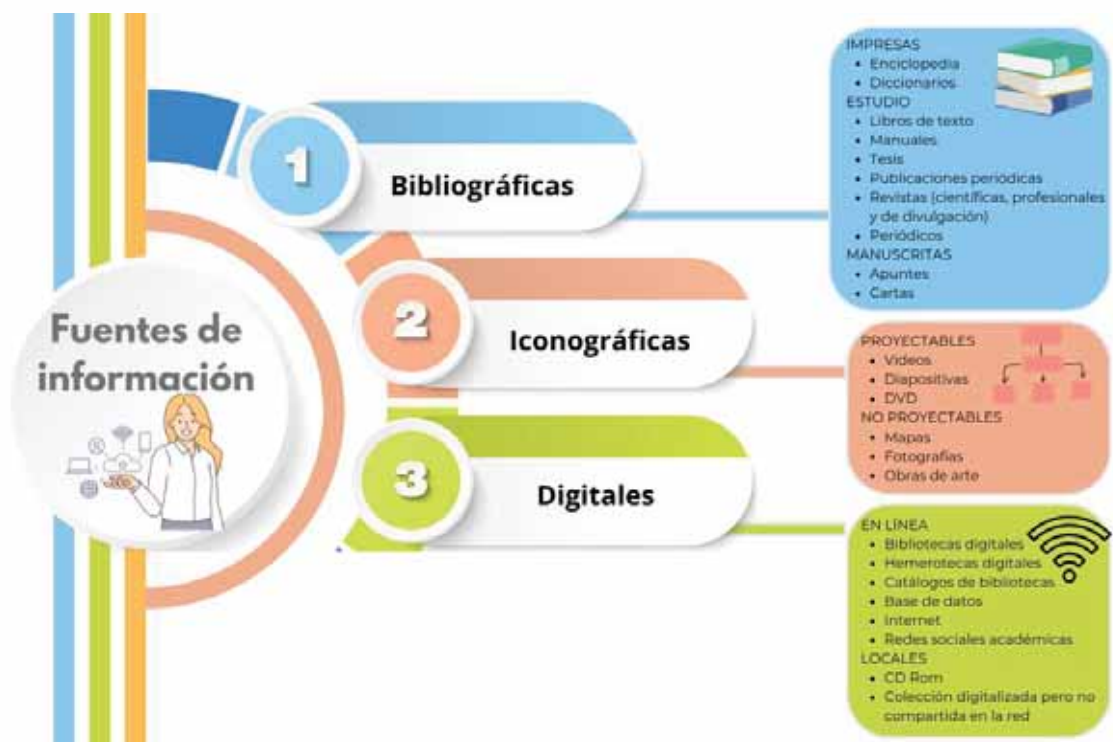 Fuentes de
información
1
Bibliográficas
IMPRESAS
• Enciclopedia
• Diccionarios
ESTUDIO
• Libros de texto
• Manuales
• Tesis
• Publicaciones periódicas
• Revistas (científicas, profesionales
y de divulgación)
• Periódicos
MANUSCRITAS
• Apuntes
• Cartas
2
Iconográficas
PROYECTABLES
• Videos
• Diapositivas
• DVD
NO PROYECTABLES
• Mapas
• Fotografías
• Obras de arte
3
Digitales
EN LÍNEA
• Bibliotecas digitales
• Hemerotecas digitales
• Catálogos de bibliotecas
• Base de datos
• Internet
• Redes sociales académicas
LOCALES
• CD Rom
• Colección digitalizada pero no
compartida en la red